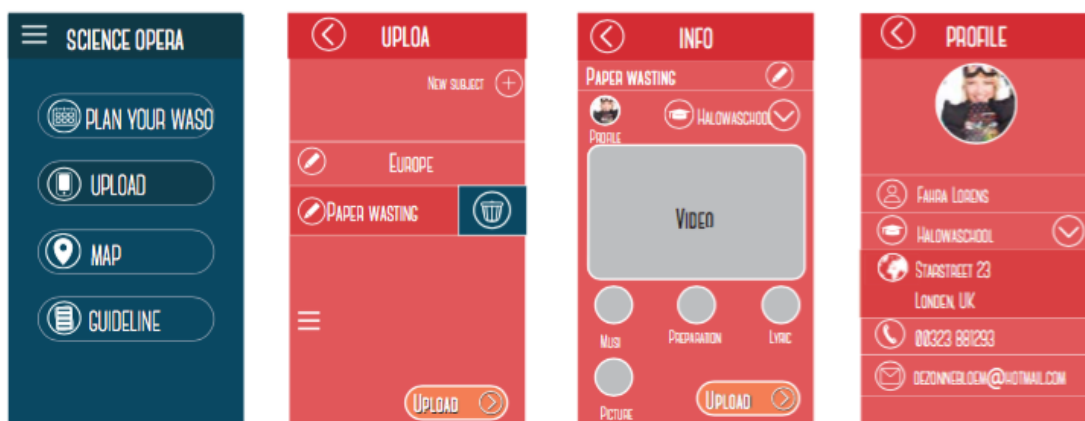 SCIENCE OPERA
PLAN YOUR WASO
UPLOAD
MAP
GUIDELINE
UPLOA
NEW SUBJECT
EUROPE
PAPER WASTING
UPLOAD
INFO
PAPER WASTING
PROFILE
HALOWASCHOO
VIDEO
MUSI
PREPARATION
LYRIC
PICTURE
UPLOAD
PROFILE
FAHRA LORENS
HALOWASCHOOL
STARSTREET 23
LONDEN, UK
00323 881293
DEZONNEBLOEM@HOTMAIL.COM